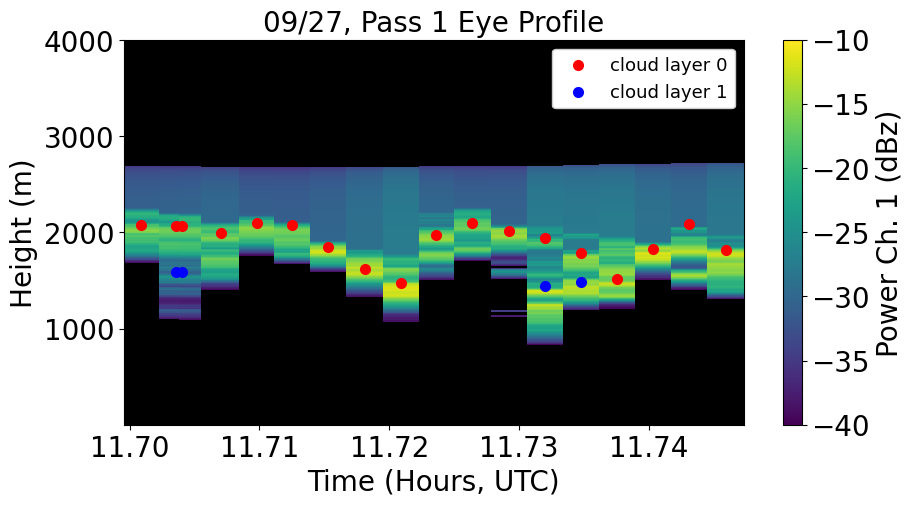 09/27, Pass 1 Eye Profile
cloud layer 0
cloud layer 1
4000
3000
2000
1000
Height (m)
11.70
11.71
11.72
11.73
11.74
Time (Hours, UTC)
−10
−15
−20
−25
−30
−35
−40
Power Ch. 1 (dBz)